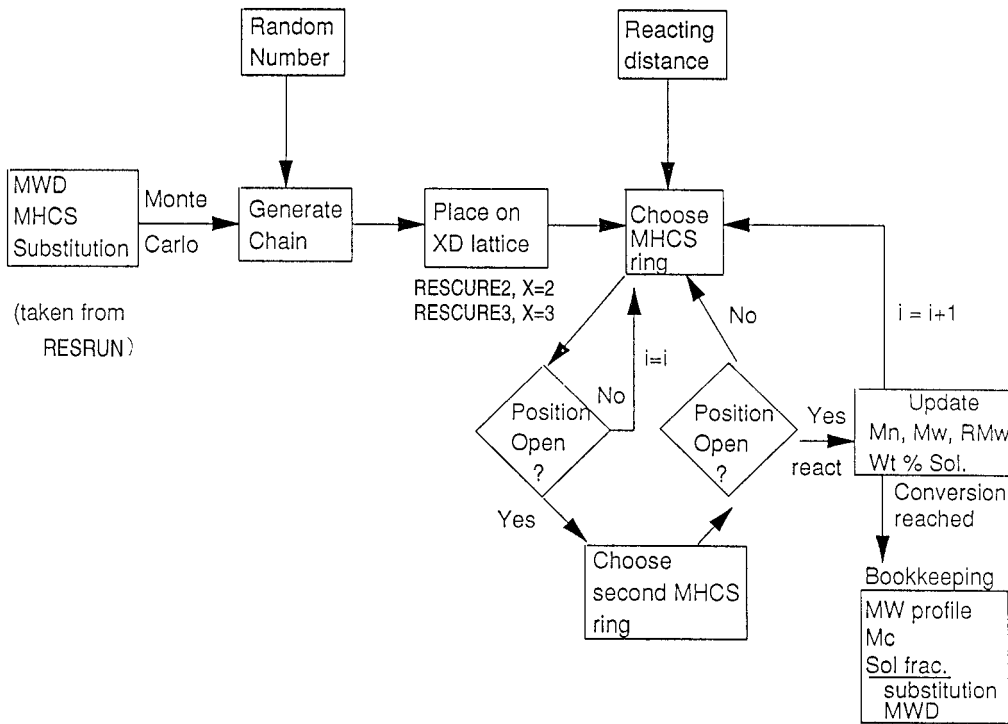 Random
Number
Reacting
distance
MWD
MHCS
Substitution
Monte
Carlo
(taken from
RESRUN)
Generate
Chain
Place on
XD lattice
RESCURE2, X=2
RESCURE3, X=3
Choose
MHCS
ring
No
i=i
No
i = i+1
Position
Open
?
Yes
Choose
second MHCS
ring
Position
Open
?
Yes
react
Update
Mn, Mw, RMw
Wt % Sol.
Conversion
reached
Bookkeeping
MW profile
Mc
Sol frac.
substitution
MWD